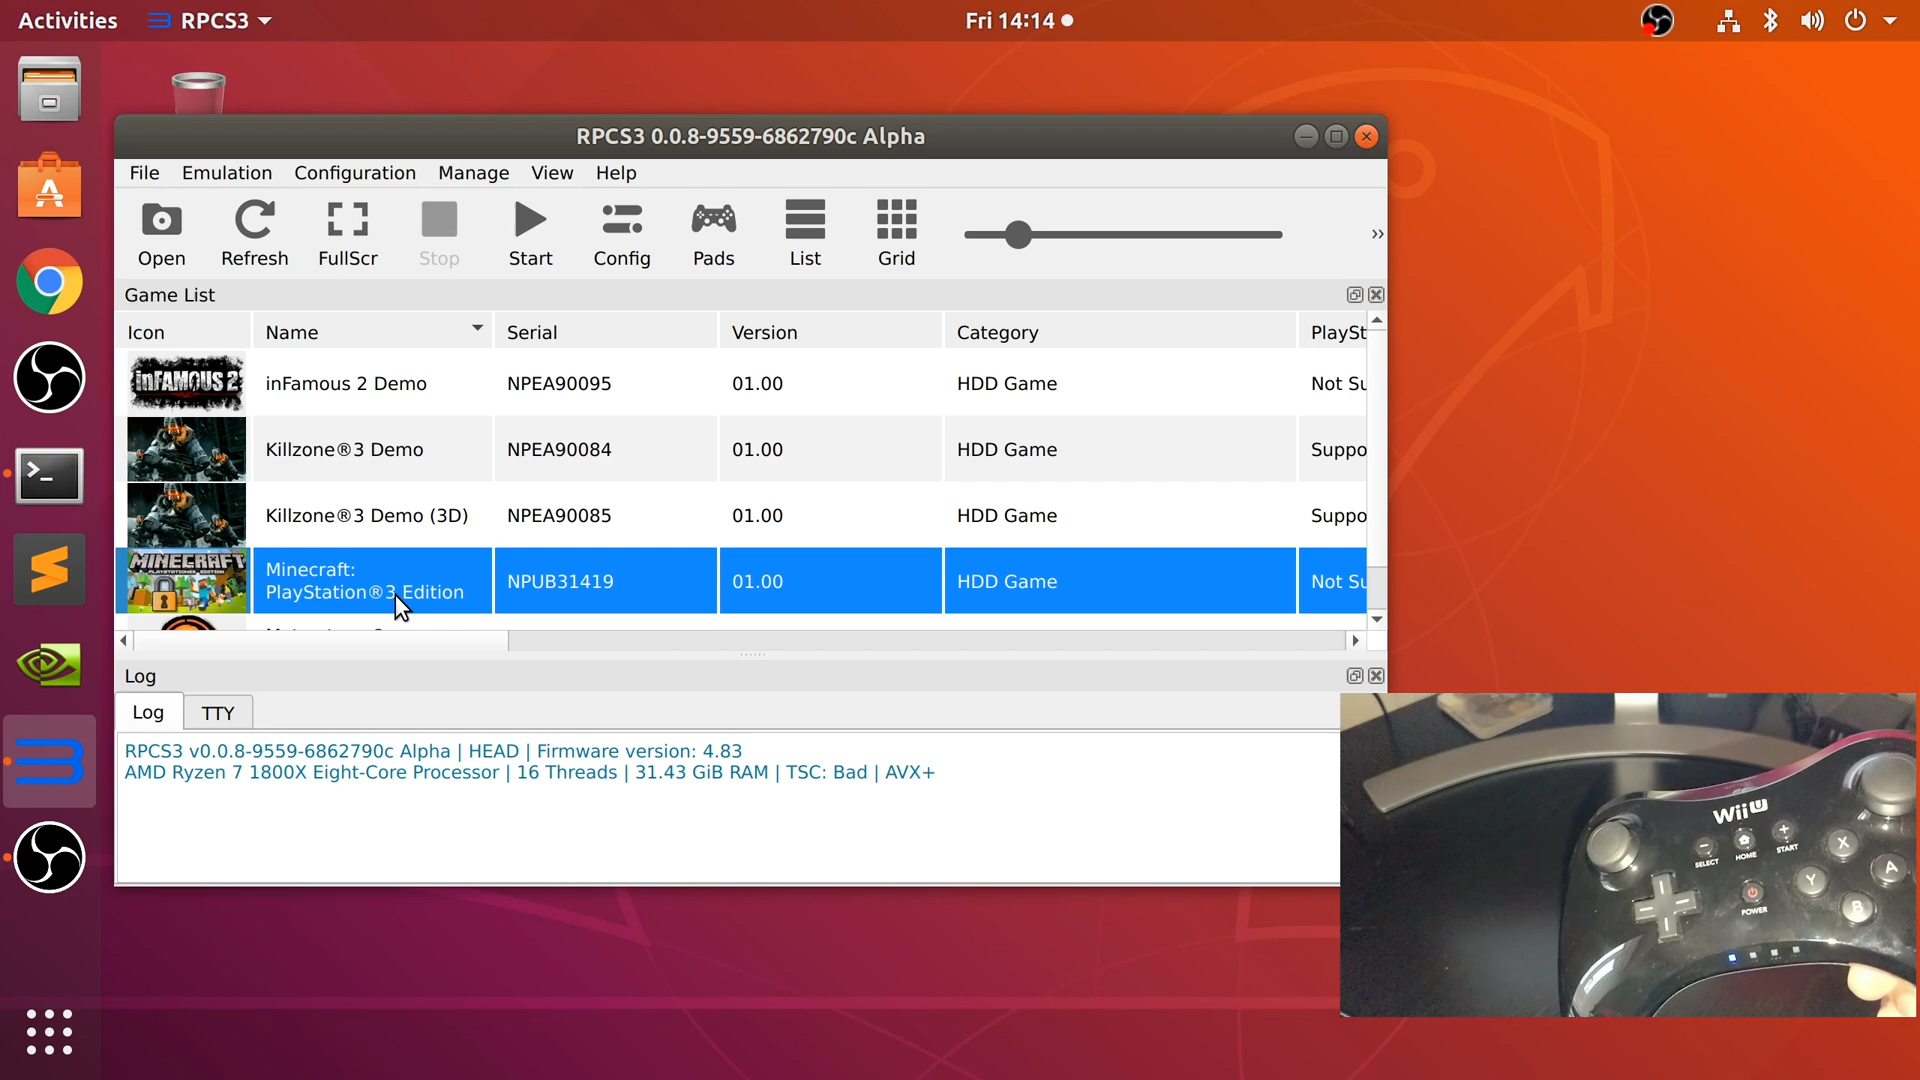 Activities
RPCS3
Fri 14:14
RPCS3 0.0.8-9559-6862790c Alpha
File Emulation Configuration Manage View Help
Open Refresh FullScr Stop Start Config Pads List Grid
Game List
Icon Name Serial Version Category PlaySt
inFAMOUS 2 inFamous 2 Demo NPEA90095 01.00 HDD Game Not Su
Killzone®3 Demo NPEA90084 01.00 HDD Game Suppo
Killzone®3 Demo (3D) NPEA90085 01.00 HDD Game Suppo
MINECRAFT
Minecraft:
PlayStation®3 Edition NPUB31419 01.00 HDD Game Not Su
Log
Log TTY
RPCS3 v0.0.8-9559-6862790c Alpha | HEAD | Firmware version: 4.83
AMD Ryzen 7 1800X Eight-Core Processor | 16 Threads | 31.43 GiB RAM | TSC: Bad | AVX+
Wii U
SELECT HOME START
POWER
X
Y
A
B